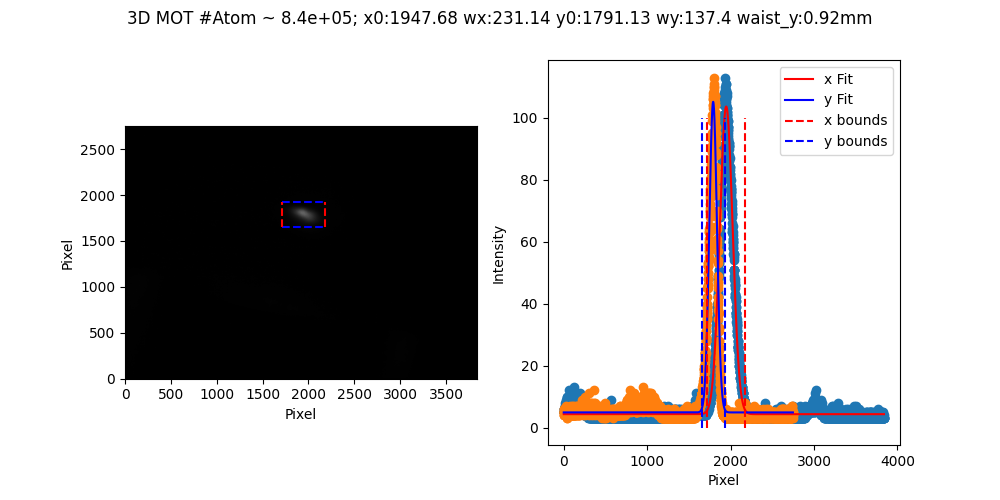 3D MOT #Atom ~ 8.4e+05; x0:1947.68 wx:231.14 y0:1791.13 wy:137.4 waist_y:0.92mm
2500
2000
1500
1000
500
0
Pixel
0 500 1000 1500 2000 2500 3000 3500
Pixel
100
80
60
40
20
0
Intensity
0 1000 2000 3000 4000
Pixel
x Fit
y Fit
x bounds
y bounds